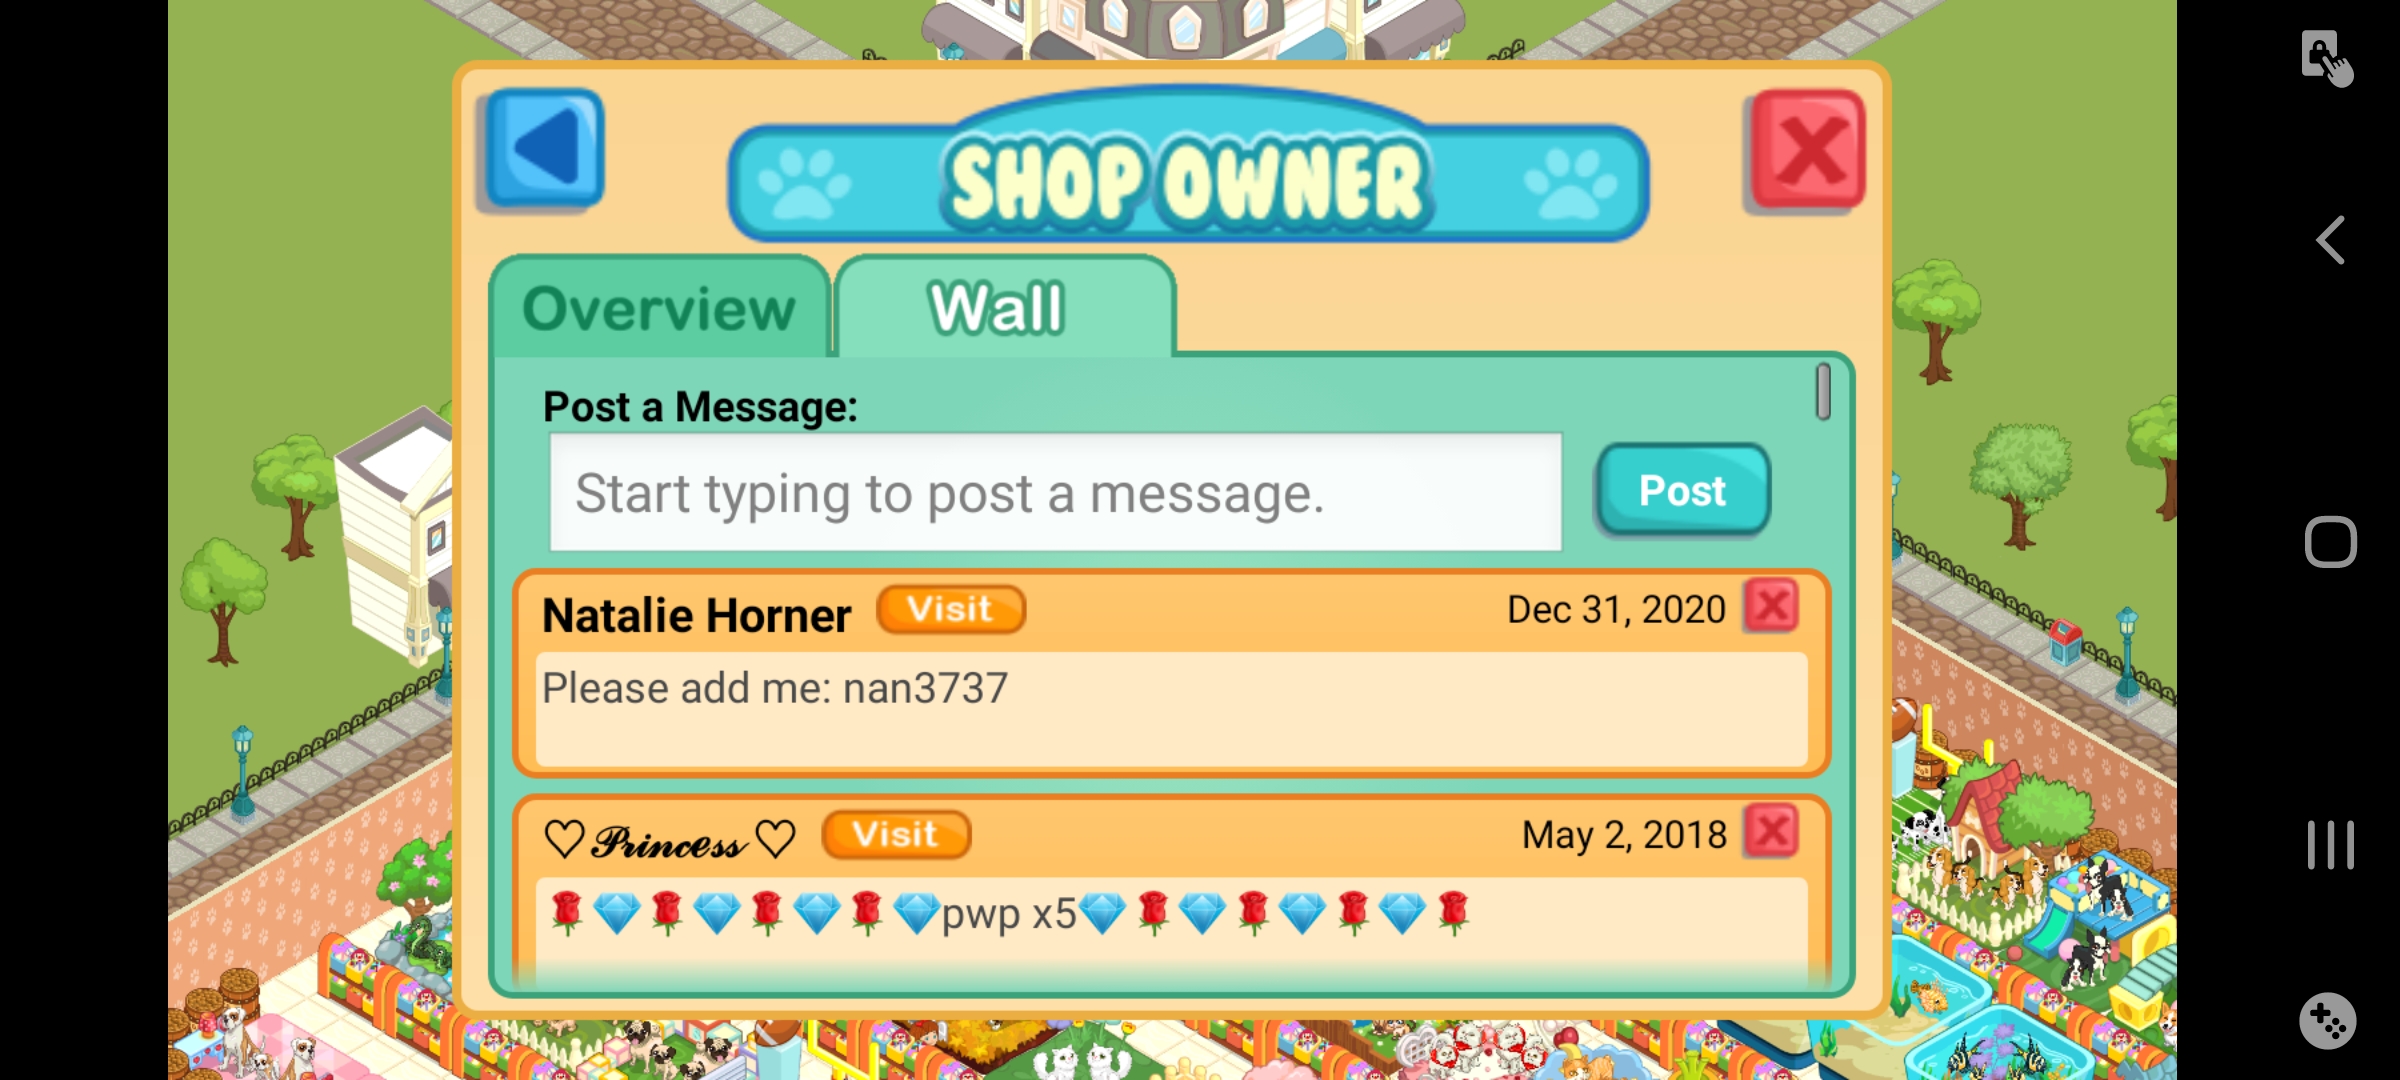 SHOP OWNER
Overview
Wall
Post a Message:
Start typing to post a message.
Post
Natalie Horner
Visit
Dec 31, 2020
Please add me: nan3737
♡𝓟𝓻𝓲𝓷𝓬𝓮𝓼𝓼♡
Visit
May 2, 2018
🌹💎🌹💎🌹💎🌹💎pwp x5💎🌹💎🌹💎🌹💎🌹